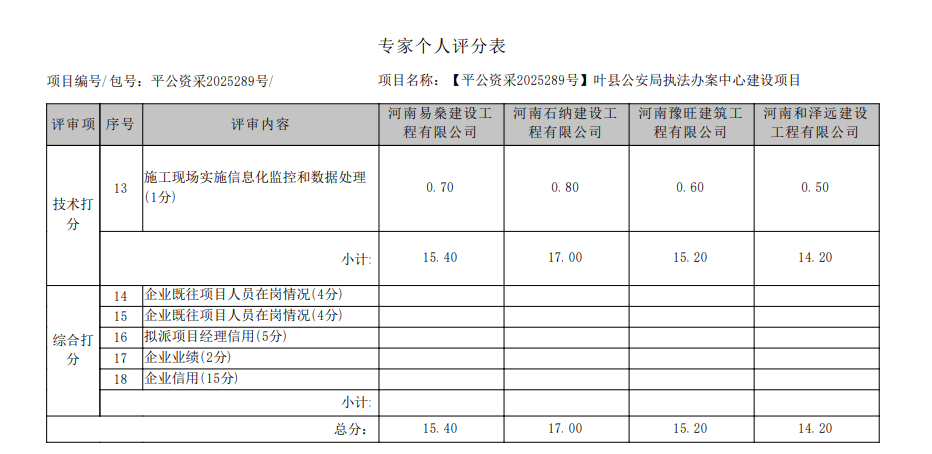 专家个人评分表
项目编号/包号：平公资采2025289号/ 项目名称：【平公资采2025289号】叶县公安局执法办案中心建设项目
评审项 序号 评审内容 河南易燊建设工程有限公司 河南石纳建设工程有限公司 河南豫旺建筑工程有限公司 河南和泽远建设工程有限公司
技术打分
13 施工现场实施信息化监控和数据处理(1分) 0.70 0.80 0.60 0.50
小计: 15.40 17.00 15.20 14.20
综合打分
14 企业既往项目人员在岗情况(4分)
15 企业既往项目人员在岗情况(4分)
16 拟派项目经理信用(5分)
17 企业业绩(2分)
18 企业信用(15分)
小计:
总分: 15.40 17.00 15.20 14.20